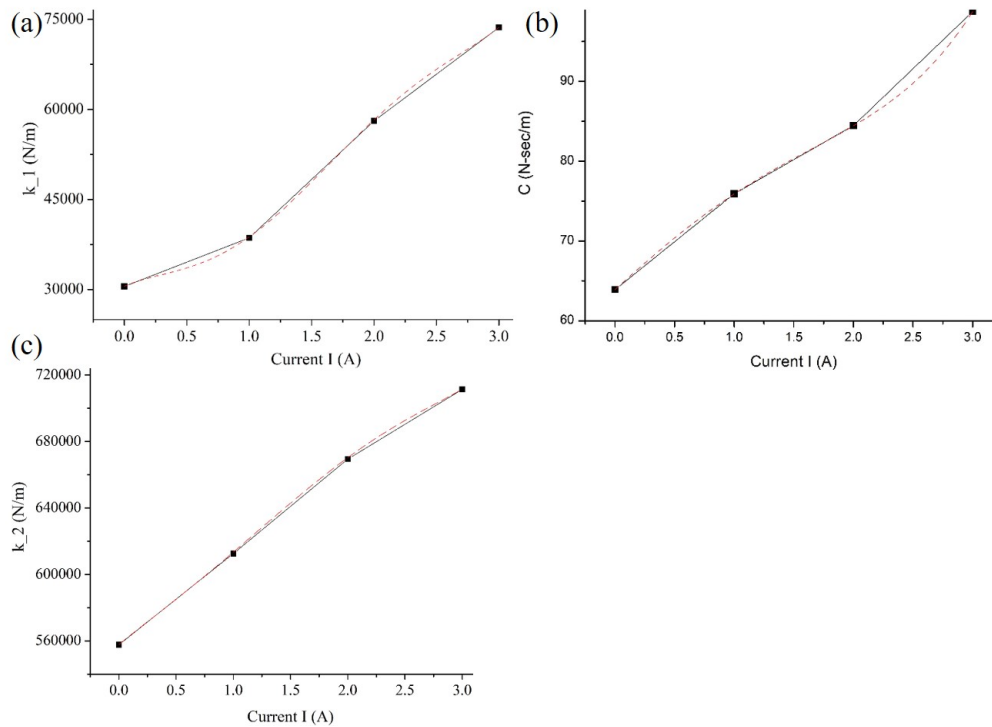 (a)
75000
60000
45000
30000
k_1 (N/m)
0.0 0.5 1.0 1.5 2.0 2.5 3.0
Current I (A)
(b)
90
80
70
60
C (N-sec/m)
0.0 0.5 1.0 1.5 2.0 2.5 3.0
Current I (A)
(c)
720000
680000
640000
600000
560000
k_2 (N/m)
0.0 0.5 1.0 1.5 2.0 2.5 3.0
Current I (A)